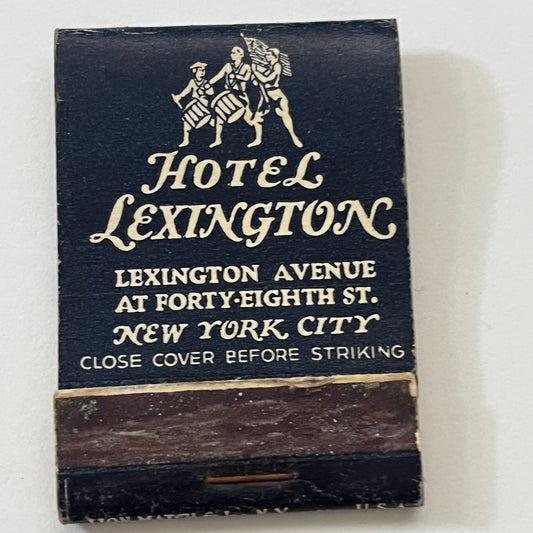 HOTEL
LEXINGTON
LEXINGTON AVENUE
AT FORTY-EIGHTH ST.
NEW YORK CITY
CLOSE COVER BEFORE STRIKING
N.Y. U.S.A